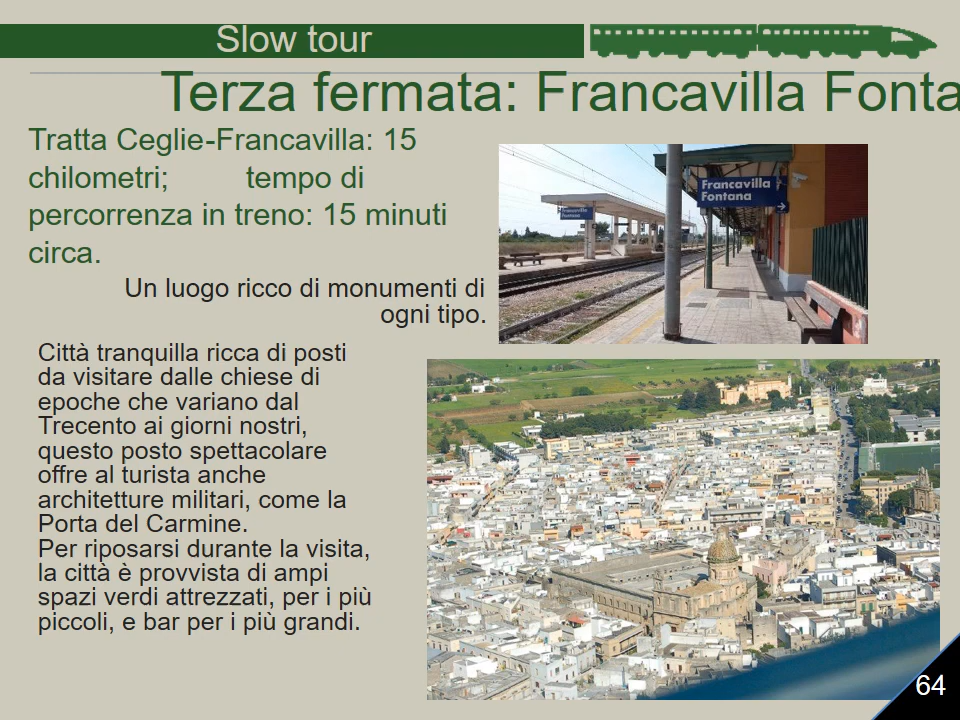 Slow tour
Terza fermata: Francavilla Fonta
Tratta Ceglie-Francavilla: 15
chilometri; tempo di
percorrenza in treno: 15 minuti
circa.
Un luogo ricco di monumenti di
ogni tipo.
Francavilla
Fontana
Francavilla
Fontana
Città tranquilla ricca di posti
da visitare dalle chiese di
epoche che variano dal
Trecento ai giorni nostri,
questo posto spettacolare
offre al turista anche
architetture militari, come la
Porta del Carmine.
Per riposarsi durante la visita,
la città è provvista di ampi
spazi verdi attrezzati, per i più
piccoli, e bar per i più grandi.
64